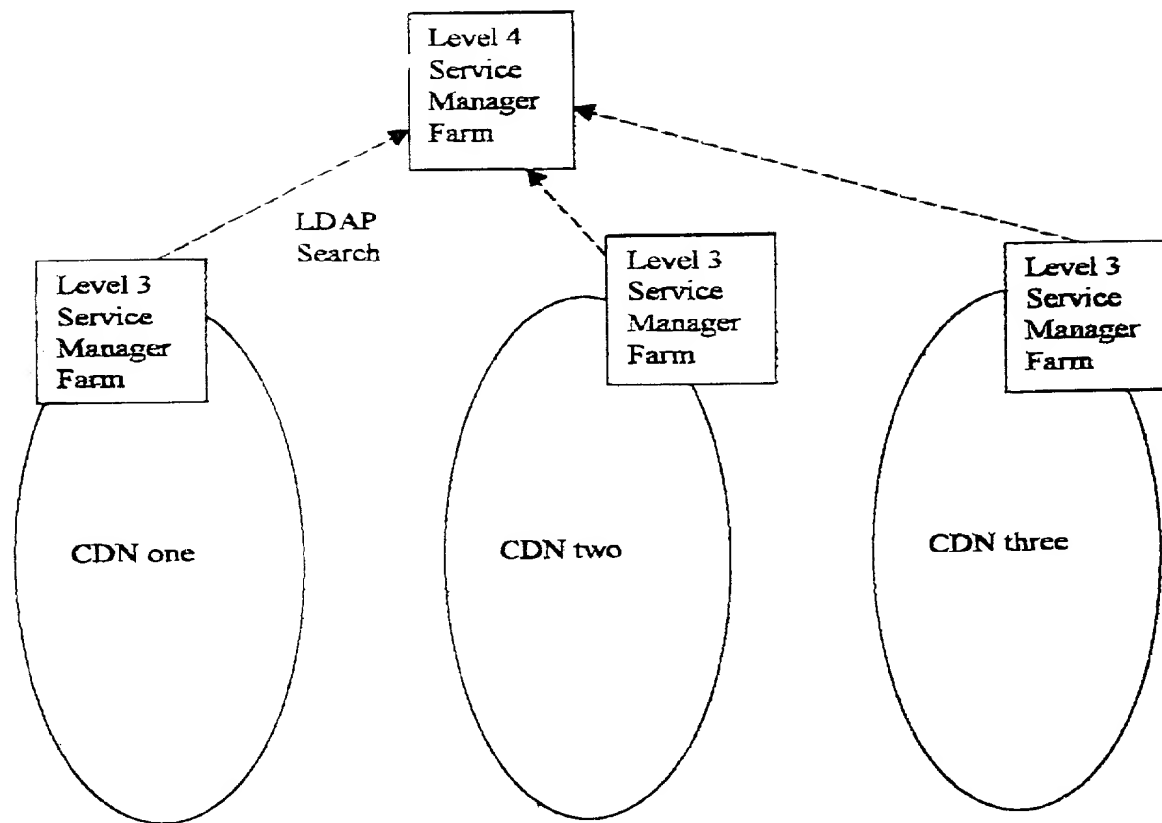 Level 4
Service
Manager
Farm
LDAP
Search
Level 3
Service
Manager
Farm
Level 3
Service
Manager
Farm
Level 3
Service
Manager
Farm
CDN one
CDN two
CDN three